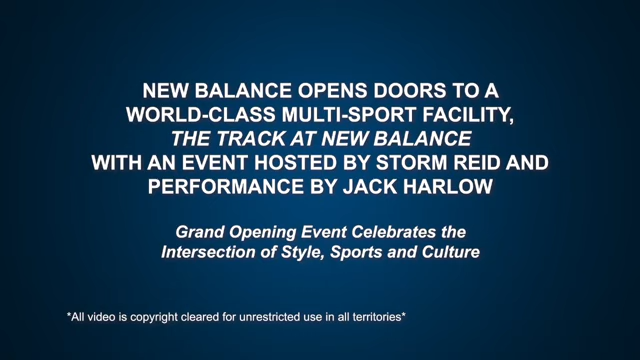 NEW BALANCE OPENS DOORS TO A
WORLD-CLASS MULTI-SPORT FACILITY,
THE TRACK AT NEW BALANCE
WITH AN EVENT HOSTED BY STORM REID AND
PERFORMANCE BY JACK HARLOW
Grand Opening Event Celebrates the
Intersection of Style, Sports and Culture
*All video is copyright cleared for unrestricted use in all territories*